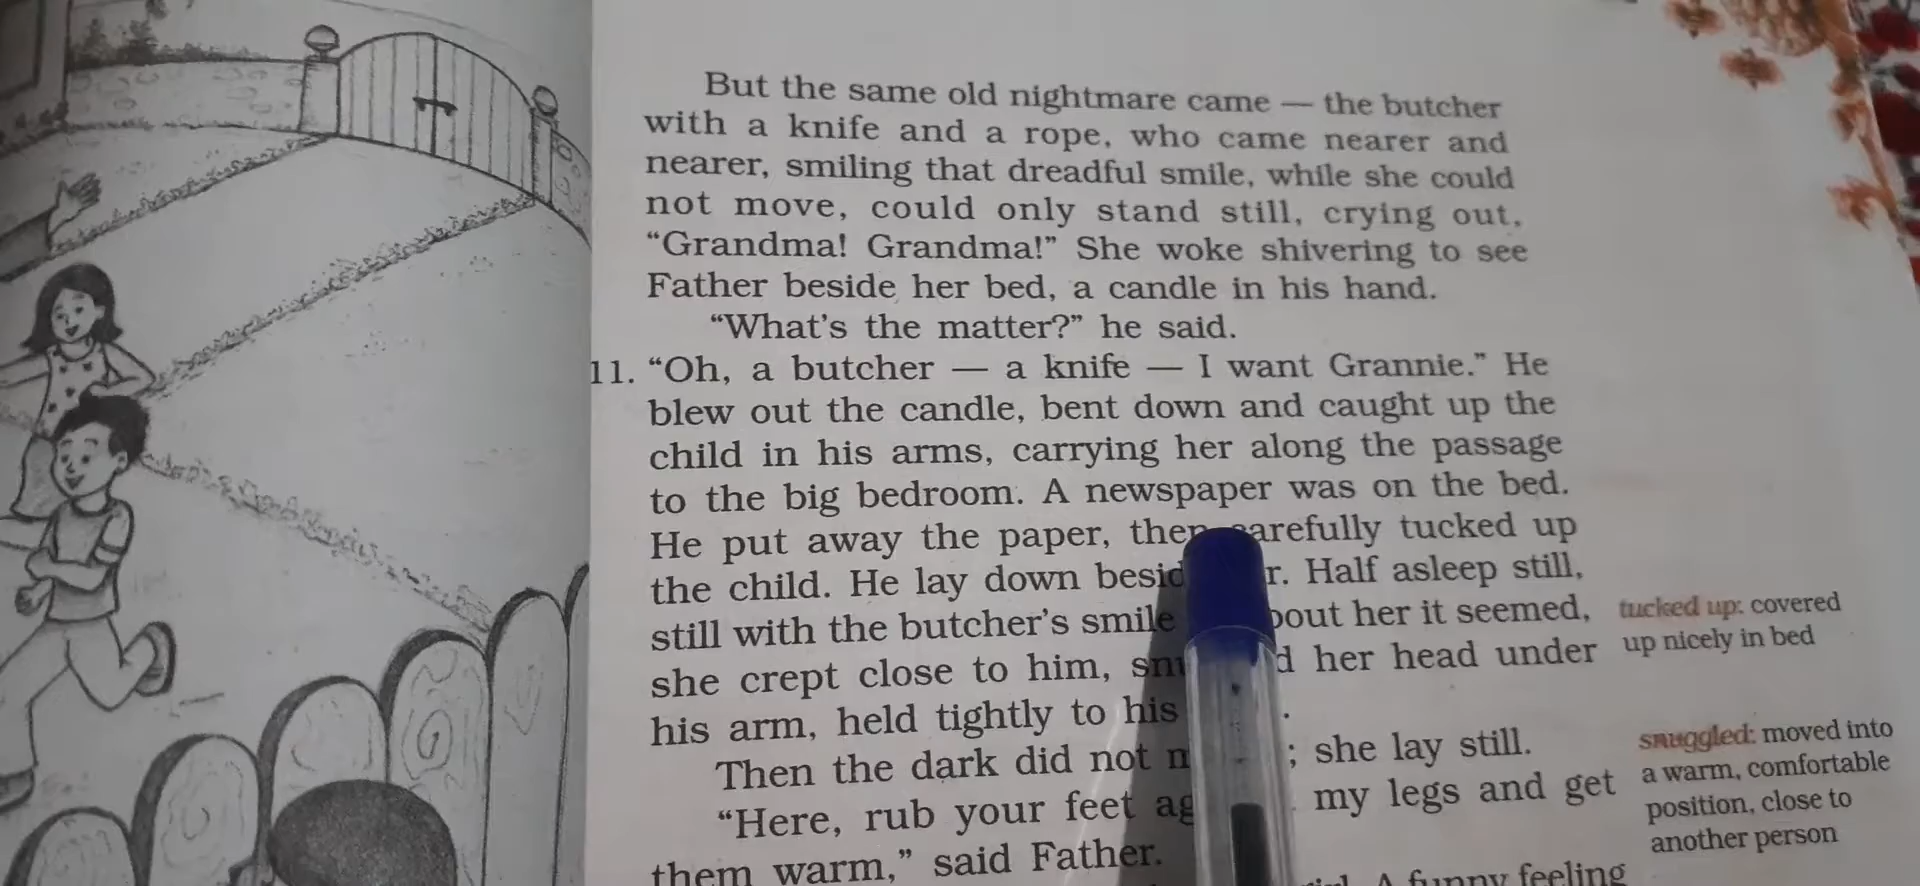 But the same old nightmare came — the butcher
with a knife and a rope, who came nearer and
nearer, smiling that dreadful smile, while she could
not move, could only stand still, crying out,
“Grandma! Grandma!” She woke shivering to see
Father beside her bed, a candle in his hand.
“What’s the matter?” he said.
11. “Oh, a butcher — a knife — I want Grannie.” He
blew out the candle, bent down and caught up the
child in his arms, carrying her along the passage
to the big bedroom. A newspaper was on the bed.
He put away the paper, then carefully tucked up
the child. He lay down r. Half asleep still,
still with the butcher’s smile bout her it seemed,
she crept close to him, her head under
his arm, held tightly to his .
Then the dark did not ; she lay still.
“Here, rub your feet my legs and get
them warm,” said Father.
A funny feeling
tucked up: covered
up nicely in bed
snuggled: moved into
a warm, comfortable
position, close to
another person